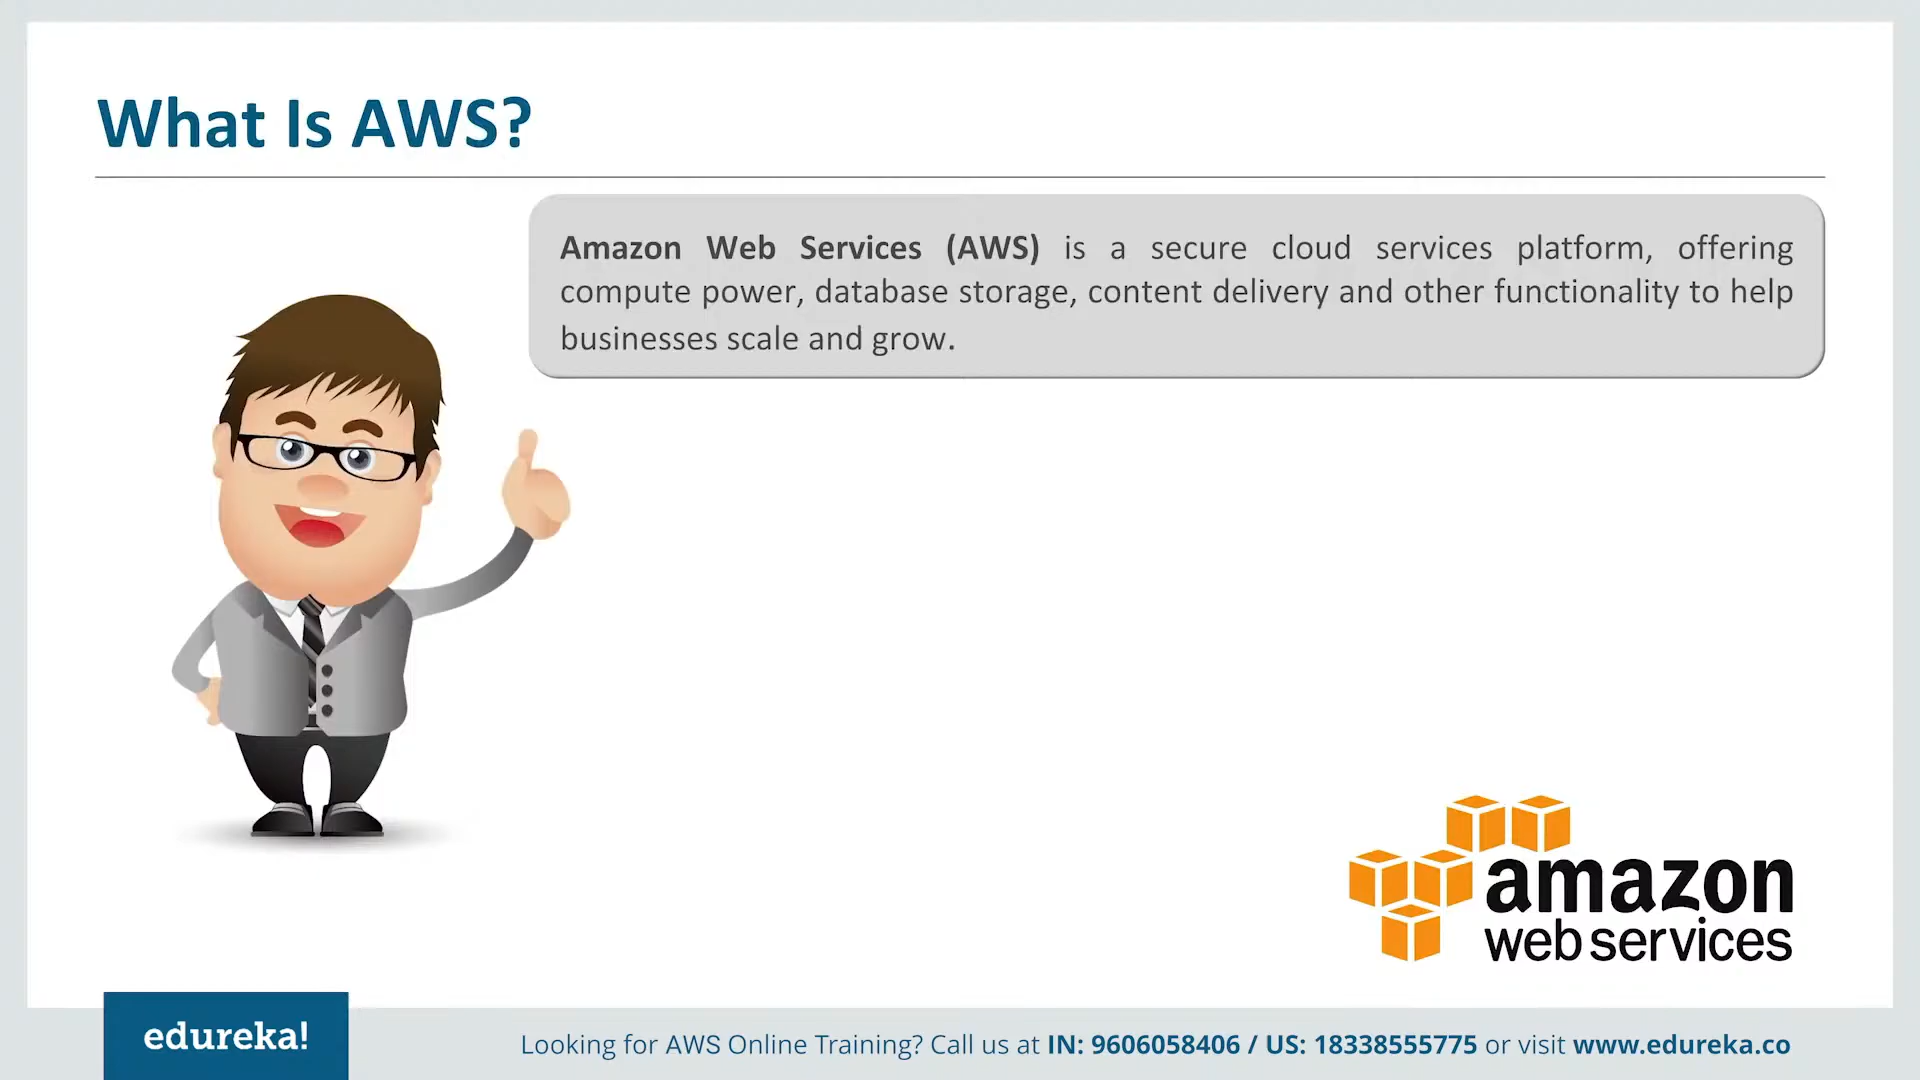 What Is AWS?
Amazon Web Services (AWS) is a secure cloud services platform, offering
compute power, database storage, content delivery and other functionality to help
businesses scale and grow.
amazon
webservices
edureka!
Looking for AWS Online Training? Call us at IN: 9606058406 / US: 18338555775 or visit www.edureka.co